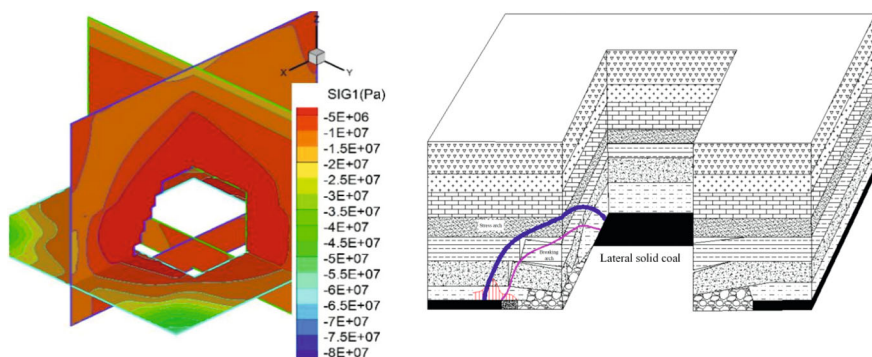 Z
X
Y
SIG1(Pa)
-5E+06
-1E+07
-1.5E+07
-2E+07
-2.5E+07
-3E+07
-3.5E+07
-4E+07
-4.5E+07
-5E+07
-5.5E+07
-6E+07
-6.5E+07
-7E+07
-7.5E+07
-8E+07
Stress arch
Breaking
arch
Lateral solid coal